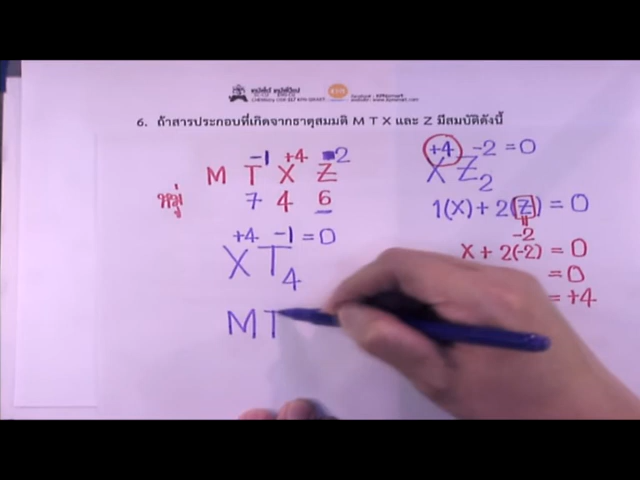 6. ถ้าสารประกอบที่เกิดจากธาตุสมมติ M T X และ Z มีสมบัติดังนี้
-1 +4 -2
M T X Z
หมู่ 7 4 6
+4 -1 = 0
XT4
MT
+4 -2 = 0
XZ2
1(X) + 2(Z) = 0
-2
X + 2(-2) = 0
= 0
= +4